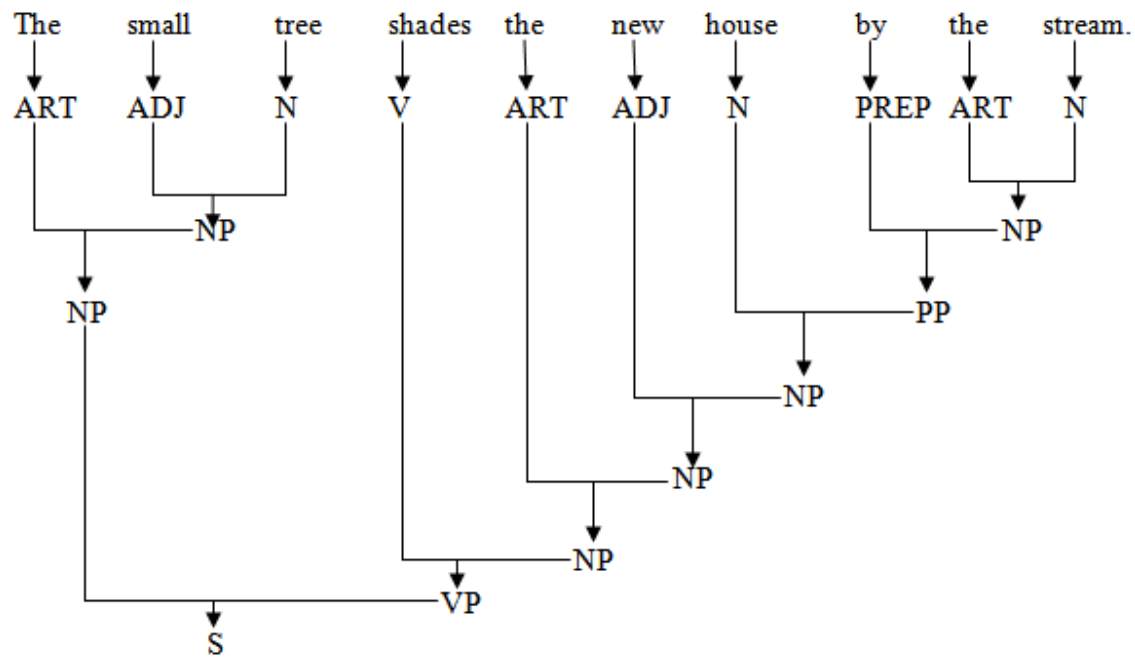 The small tree shades the new house by the stream.
ART ADJ N V ART ADJ N PREP ART N
NP NP
NP PP
NP
NP
NP
VP
S